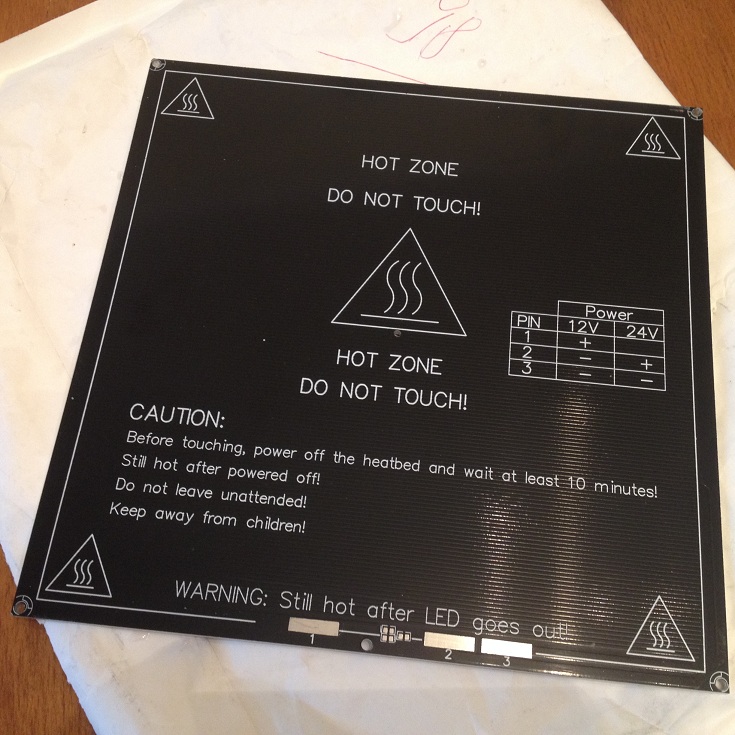 HOT ZONE
DO NOT TOUCH!
HOT ZONE
DO NOT TOUCH!
Power
PIN 12V 24V
1 +
2 − +
3 − −
CAUTION:
Before touching, power off the heatbed and wait at least 10 minutes!
Still hot after powered off!
Do not leave unattended!
Keep away from children!
WARNING: Still hot after LED goes out!
1 2 3